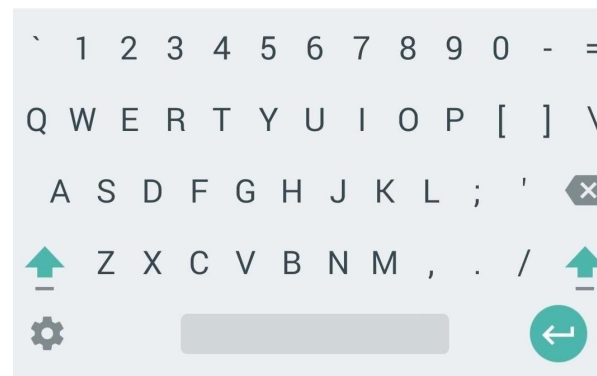 ` 1 2 3 4 5 6 7 8 9 0 - =
Q W E R T Y U I O P [ ] \
A S D F G H J K L ; '
Z X C V B N M , . /